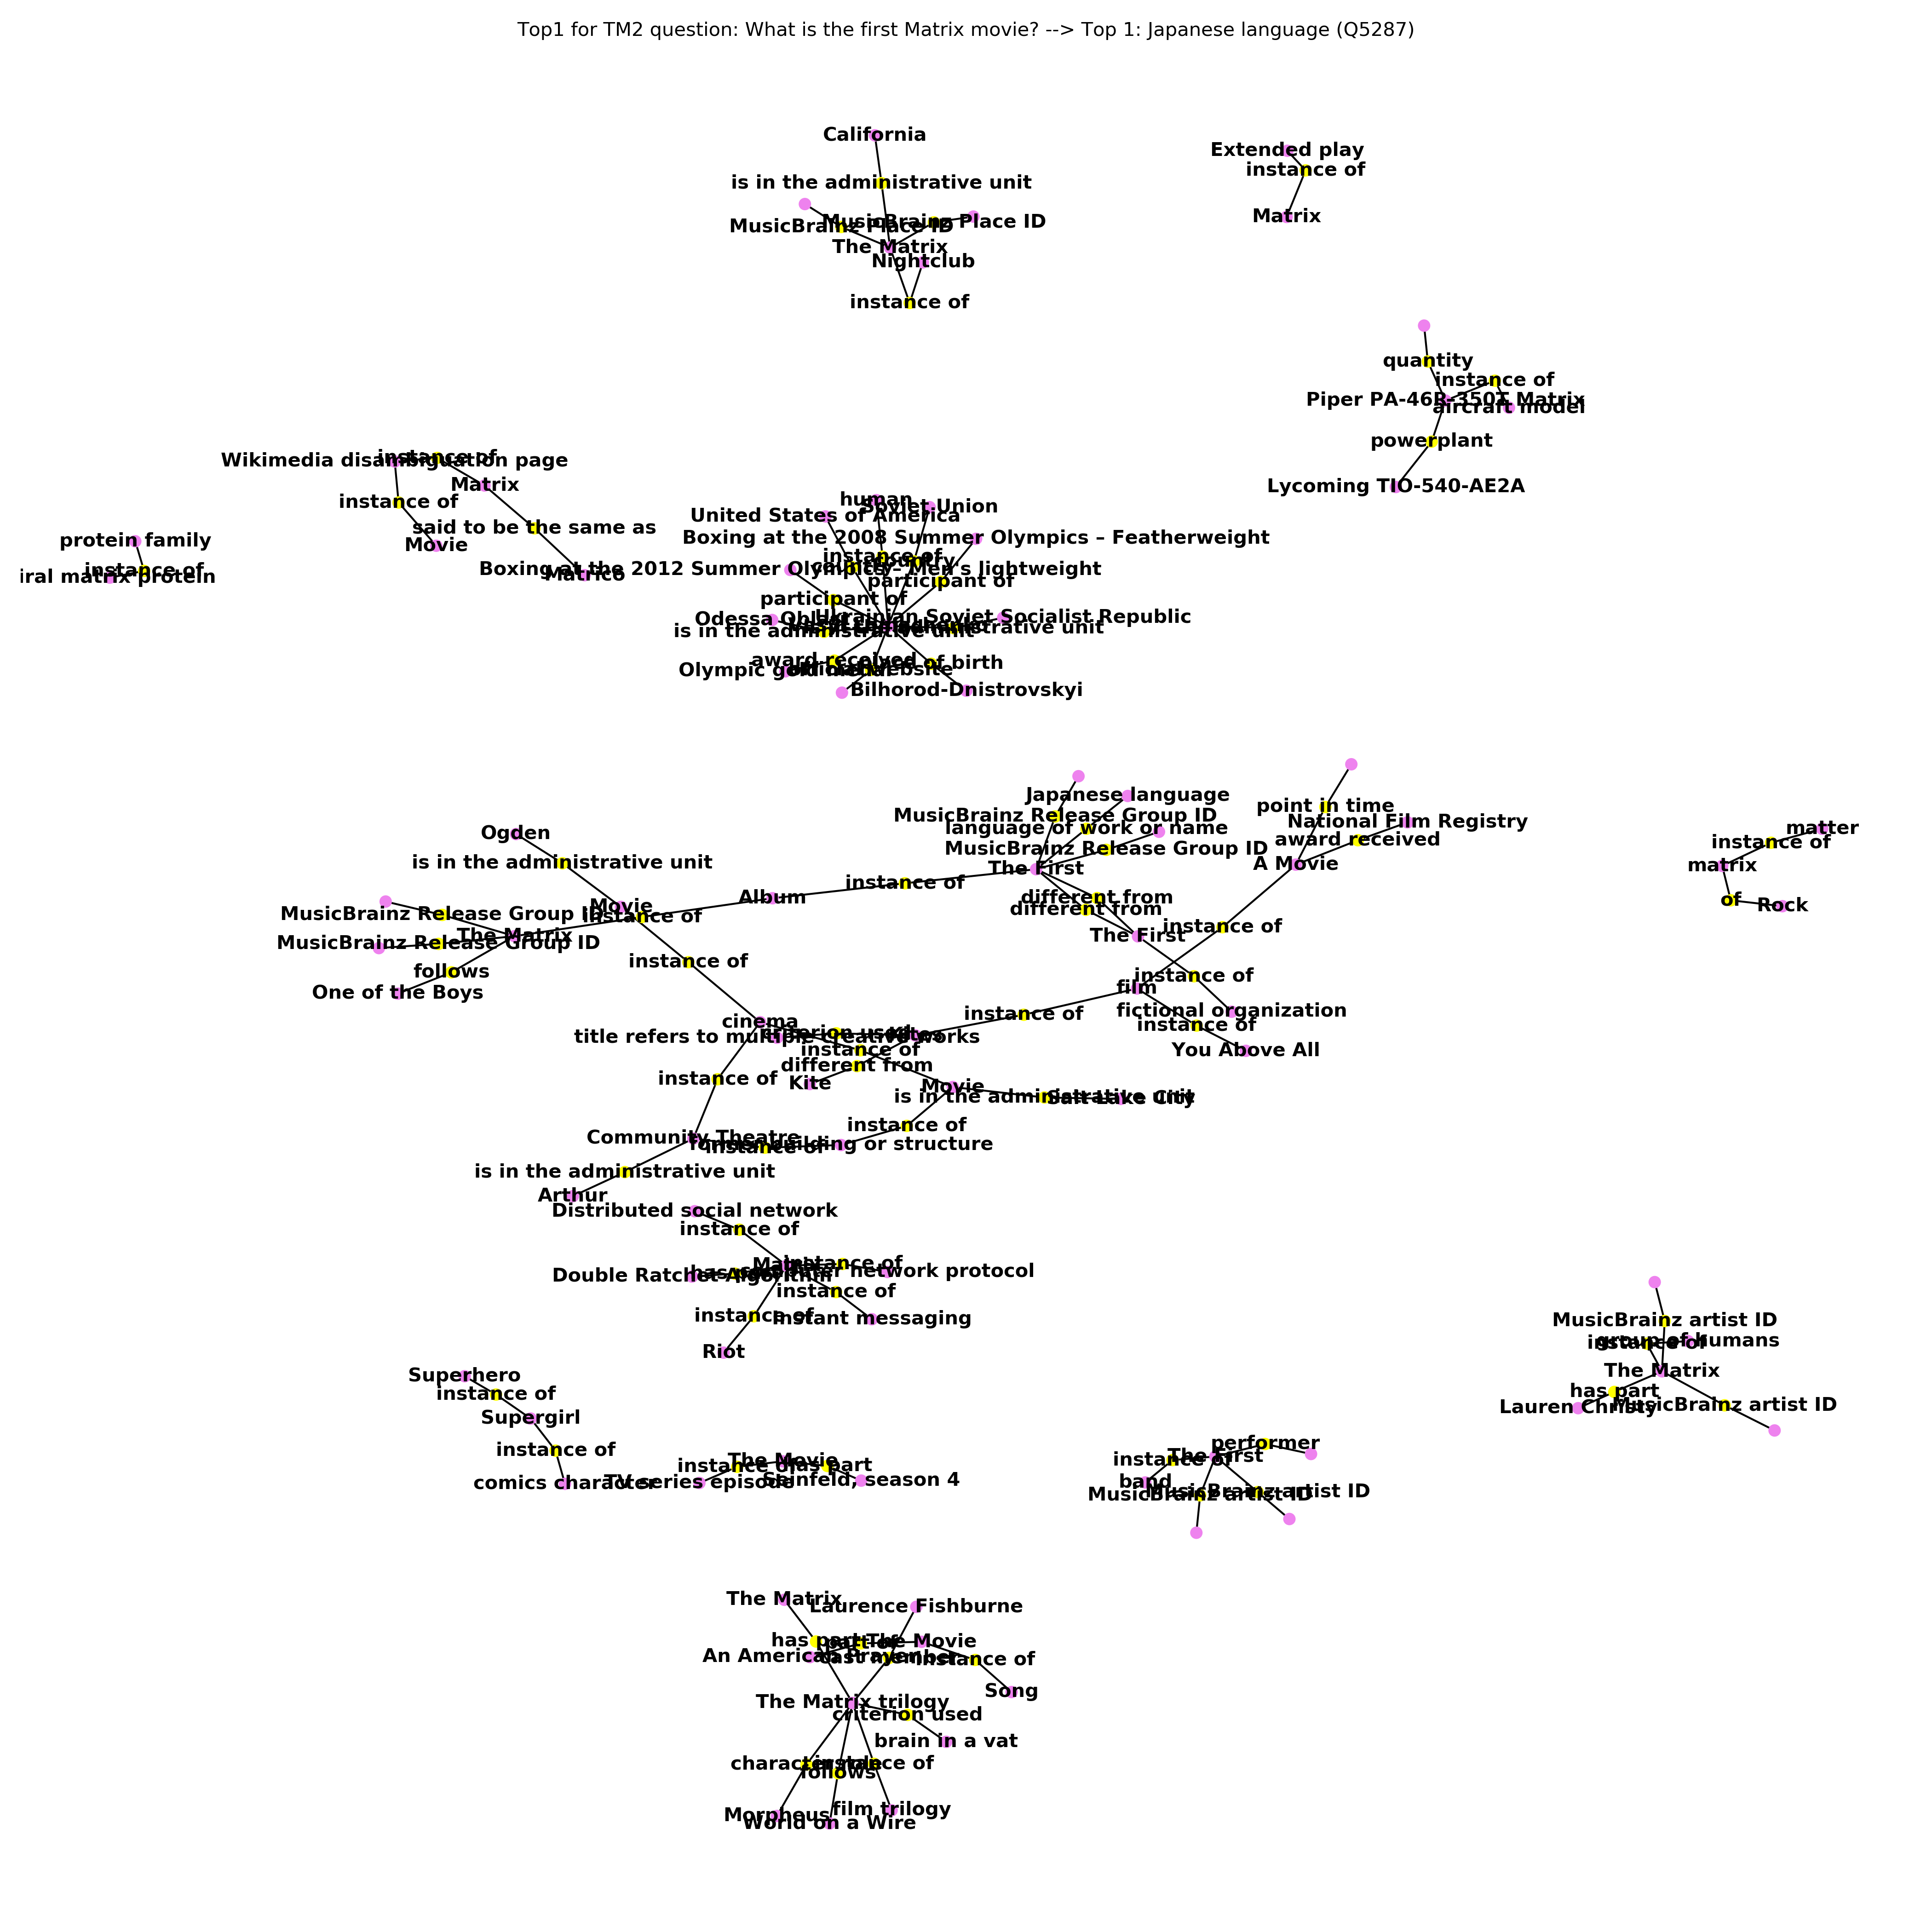 Top1 for TM2 question: What is the first Matrix movie? --> Top 1: Japanese language (Q5287)
California
is in the administrative unit
MusicBrainz Place ID
MusicBrainz Place ID
The Matrix
Nightclub
instance of
Extended play
instance of
Matrix
quantity
instance of
Piper PA-46R-350T Matrix
aircraft model
powerplant
Lycoming TIO-540-AE2A
Wikimedia disambiguation page
instance of
Matrix
instance of
said to be the same as
Movie
Matrico
protein family
instance of
iral matrix protein
human
Soviet Union
United States of America
Boxing at the 2008 Summer Olympics – Featherweight
instance of
country
Boxing at the 2012 Summer Olympics – Men's lightweight
participant of
participant of
Odessa Oblast
Ukrainian Soviet Socialist Republic
is in the administrative unit
is in the administrative unit
award received
place of birth
Olympic gold medal
official website
Bilhorod-Dnistrovskyi
Japanese language
MusicBrainz Release Group ID
language of work or name
MusicBrainz Release Group ID
The First
point in time
National Film Registry
award received
A Movie
matter
instance of
matrix
of
Rock
Ogden
is in the administrative unit
instance of
Album
Movie
instance of
MusicBrainz Release Group ID
The Matrix
MusicBrainz Release Group ID
follows
One of the Boys
different from
different from
The First
instance of
instance of
instance of
film
fictional organization
instance of
instance of
You Above All
cinema
criterion used
Kites
title refers to multiple creative works
instance of
different from
Kite
instance of
Movie
is in the administrative unit
Salt Lake City
instance of
Community Theatre
former building or structure
instance of
is in the administrative unit
Arthur
Distributed social network
instance of
Matrix
instance of
Double Ratchet Algorithm
has part
computer network protocol
instance of
instance of
instant messaging
Riot
Superhero
instance of
Supergirl
instance of
comics character
The Movie
instance of
has part
TV series episode
Seinfeld, season 4
MusicBrainz artist ID
group of humans
instance of
The Matrix
has part
Lauren Christy
MusicBrainz artist ID
performer
The First
instance of
band
MusicBrainz artist ID
MusicBrainz artist ID
The Matrix
Laurence Fishburne
has part
part of
The Movie
An American Prayer
cast member
instance of
Song
The Matrix trilogy
criterion used
brain in a vat
characters
instance of
follows
Morpheus
film trilogy
World on a Wire